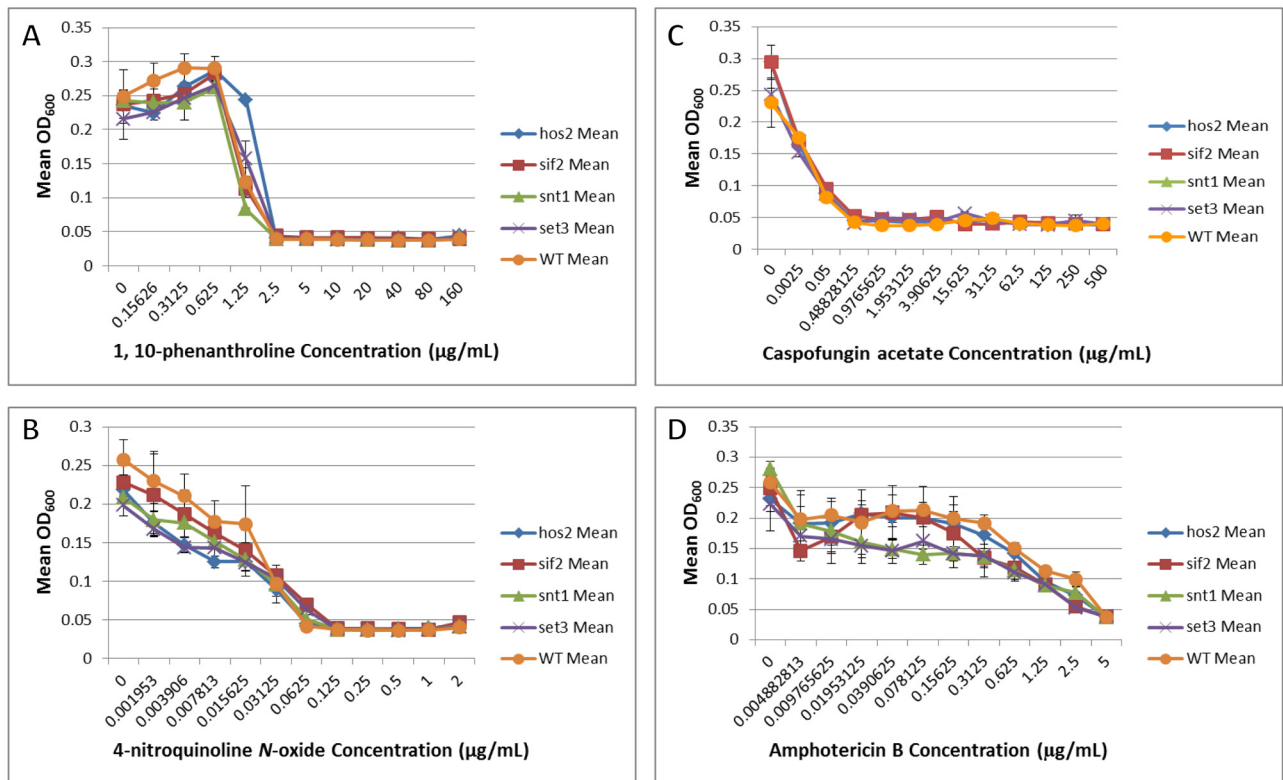 A
0.35
0.3
0.25
0.2
0.15
0.1
0.05
0
Mean OD600
0
0.15626
0.3125
0.625
1.25
2.5
5
10
20
40
80
160
1, 10-phenanthroline Concentration (µg/mL)
hos2 Mean
sif2 Mean
snt1 Mean
set3 Mean
WT Mean
C
0.35
0.3
0.25
0.2
0.15
0.1
0.05
0
Mean OD600
0
0.0025
0.05
0.48828125
0.9765625
1.953125
3.90625
15.625
31.25
62.5
125
250
500
Caspofungin acetate Concentration (µg/mL)
hos2 Mean
sif2 Mean
snt1 Mean
set3 Mean
WT Mean
B
0.3
0.25
0.2
0.15
0.1
0.05
0
Mean OD600
0
0.001953
0.003906
0.007813
0.015625
0.03125
0.0625
0.125
0.25
0.5
1
2
4-nitroquinoline N-oxide Concentration (µg/mL)
hos2 Mean
sif2 Mean
snt1 Mean
set3 Mean
WT Mean
D
0.35
0.3
0.25
0.2
0.15
0.1
0.05
0
Mean OD600
0
0.004882813
0.009765625
0.01953125
0.0390625
0.078125
0.15625
0.3125
0.625
1.25
2.5
5
Amphotericin B Concentration (µg/mL)
hos2 Mean
sif2 Mean
snt1 Mean
set3 Mean
WT Mean